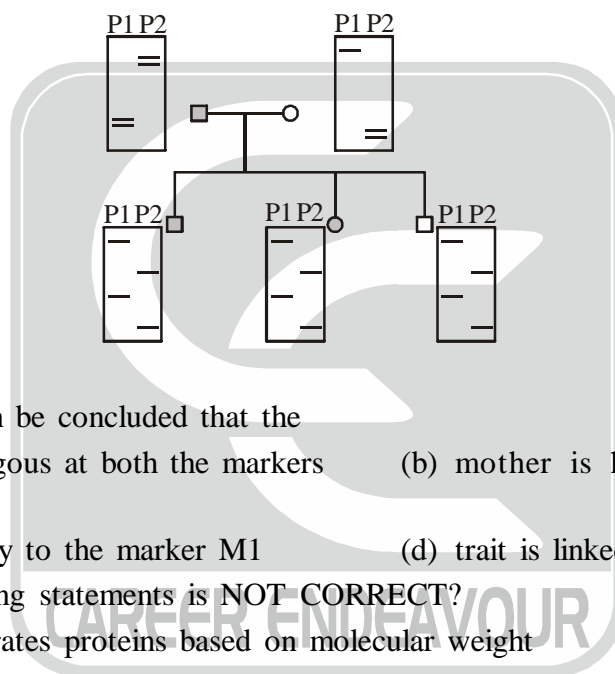 P1 P2
P1 P2
P1 P2
P1 P2
P1 P2
be concluded that the
gous at both the markers (b) mother is
y to the marker M1 (d) trait is linked
ng statements is NOT CORRECT?
CAREER ENDEAVOUR
rates proteins based on molecular weight